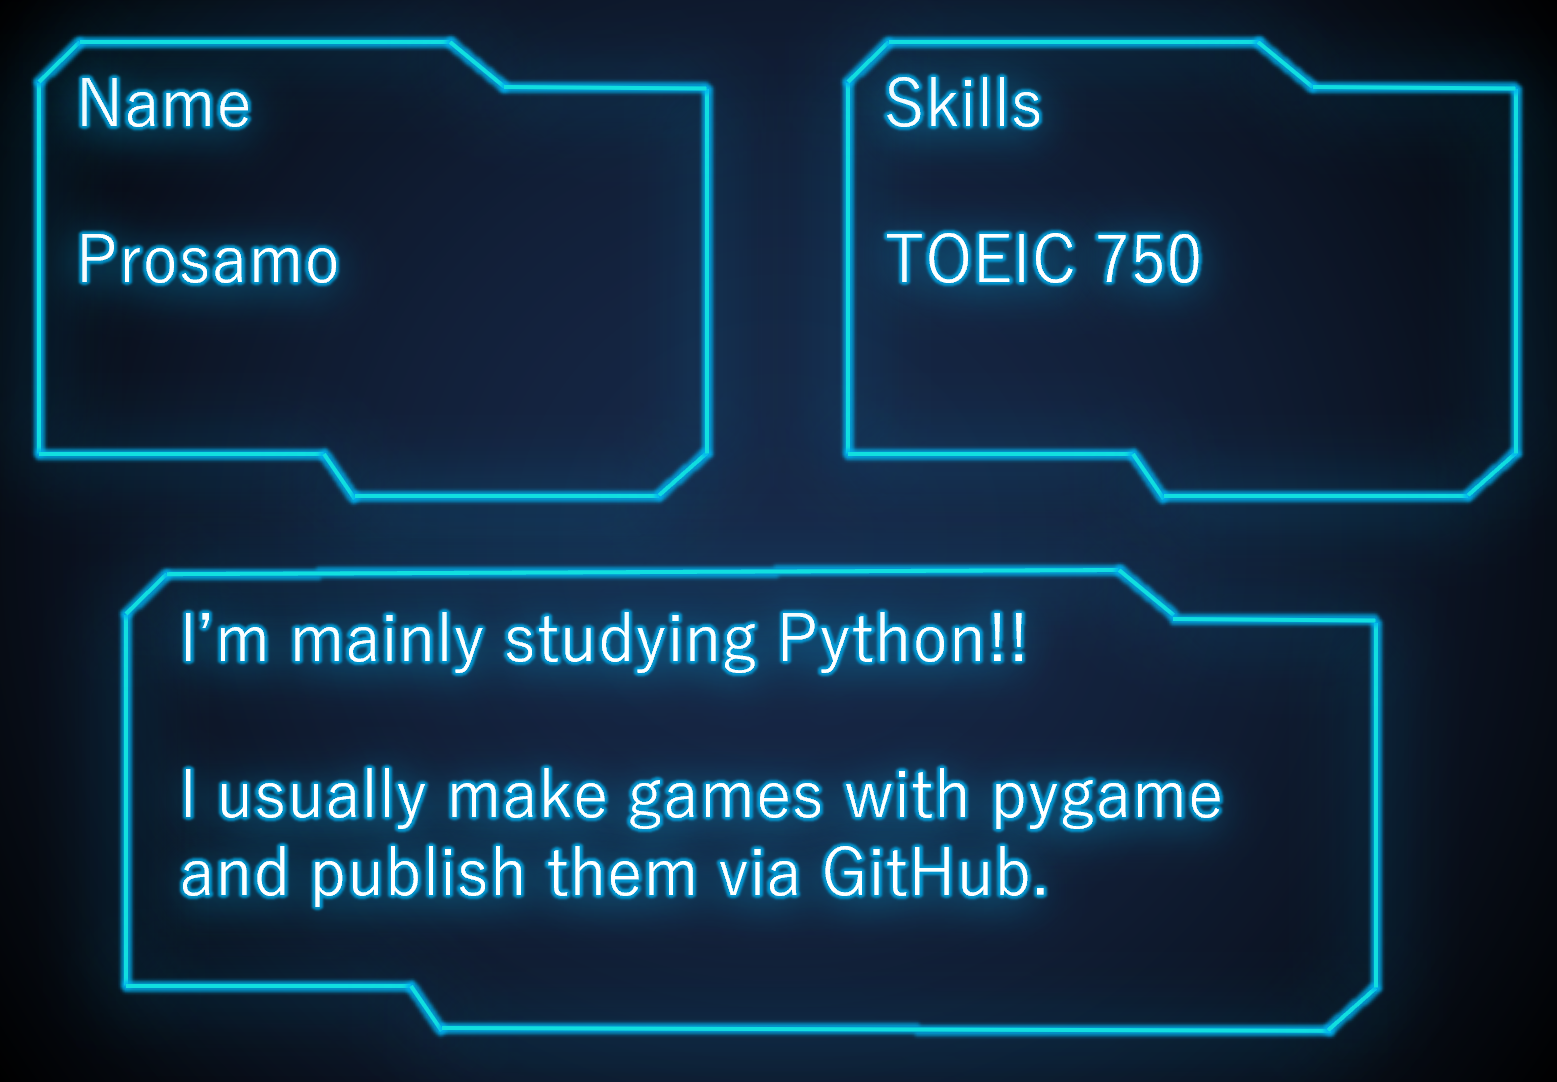 Name
Prosamo
Skills
TOEIC 750
I’m mainly studying Python!!
I usually make games with pygame
and publish them via GitHub.